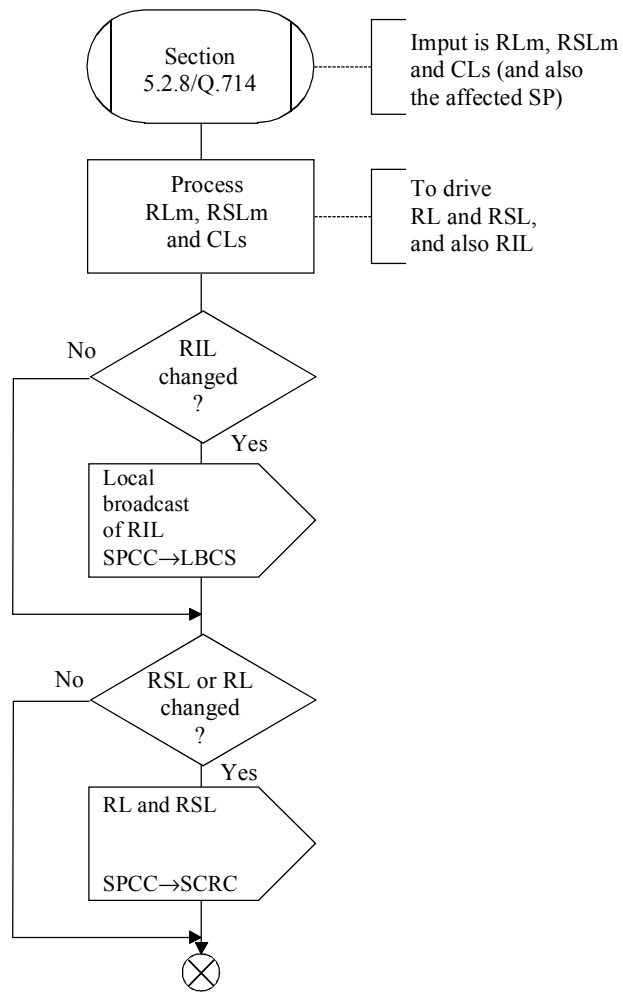 Section
5.2.8/Q.714
Imput is RLm, RSLm
and CLs (and also
the affected SP)
Process
RLm, RSLm
and CLs
To drive
RL and RSL,
and also RIL
No
RIL
changed
?
Yes
Local
broadcast
of RIL
SPCC→LBCS
No
RSL or RL
changed
?
Yes
RL and RSL
SPCC→SCRC